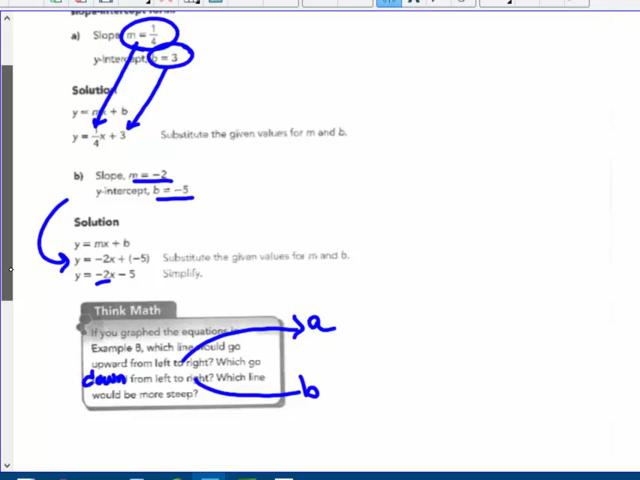 a) Slope, m = 1/4
y-intercept, b = 3
Solution
y = mx + b
y = 1/4x + 3 Substitute the given values for m and b.
b) Slope, m = −2
y-intercept, b = −5
Solution
y = mx + b
y = −2x + (−5) Substitute the given values for m and b.
y = −2x − 5 Simplify.
Think Math
If you graphed the equations in
Example 8, which line would go
upward from left to right? Which go
down from left to right? Which line
would be more steep?
a
b